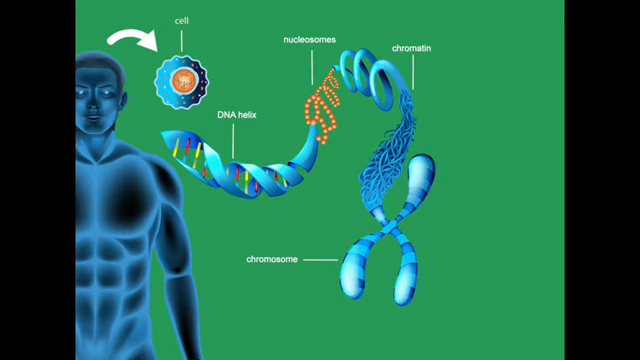 cell
nucleosomes
chromatin
DNA helix
chromosome